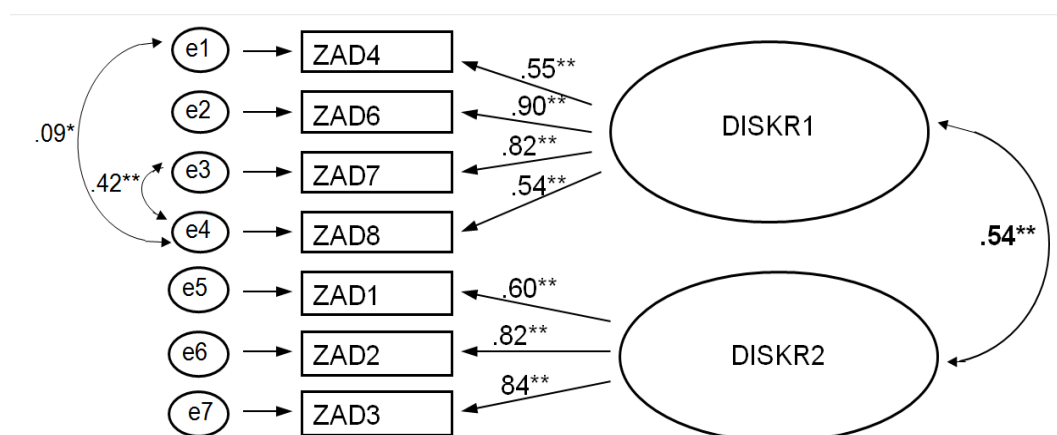 e1
ZAD4
.55**
DISKR1
e2
ZAD6
.90**
.09*
.42**
e3
ZAD7
.82**
e4
ZAD8
.54**
.54**
e5
ZAD1
.60**
DISKR2
e6
ZAD2
.82**
e7
ZAD3
84**